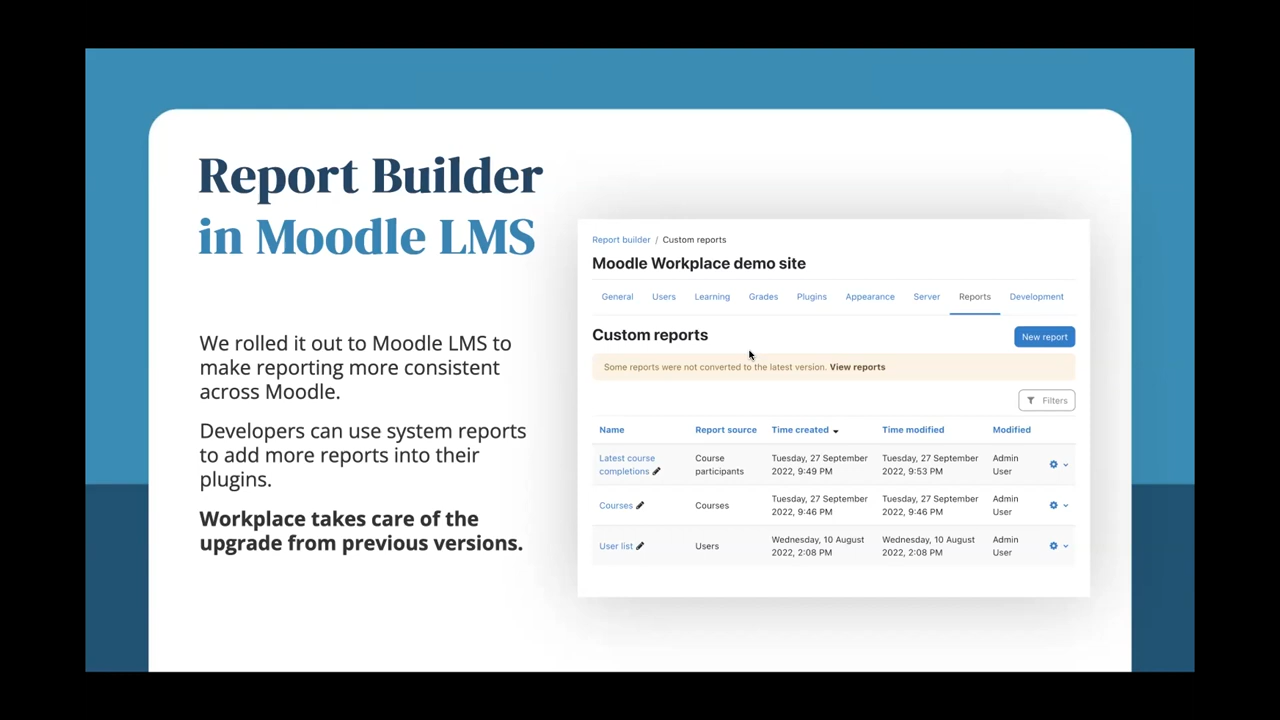 Report Builder
in Moodle LMS
We rolled it out to Moodle LMS to
make reporting more consistent
across Moodle.
Developers can use system reports
to add more reports into their
plugins.
Workplace takes care of the
upgrade from previous versions.
Report builder / Custom reports
Moodle Workplace demo site
General Users Learning Grades Plugins Appearance Server Reports Development
Custom reports
New report
Some reports were not converted to the latest version. View reports
Filters
Name Report source Time created Time modified Modified
Latest course Course Tuesday, 27 September Tuesday, 27 September Admin
completions participants 2022, 9:49 PM 2022, 9:53 PM User
Courses Courses Tuesday, 27 September Tuesday, 27 September Admin
2022, 9:46 PM 2022, 9:46 PM User
User list Users Wednesday, 10 August Wednesday, 10 August Admin
2022, 2:08 PM 2022, 2:08 PM User